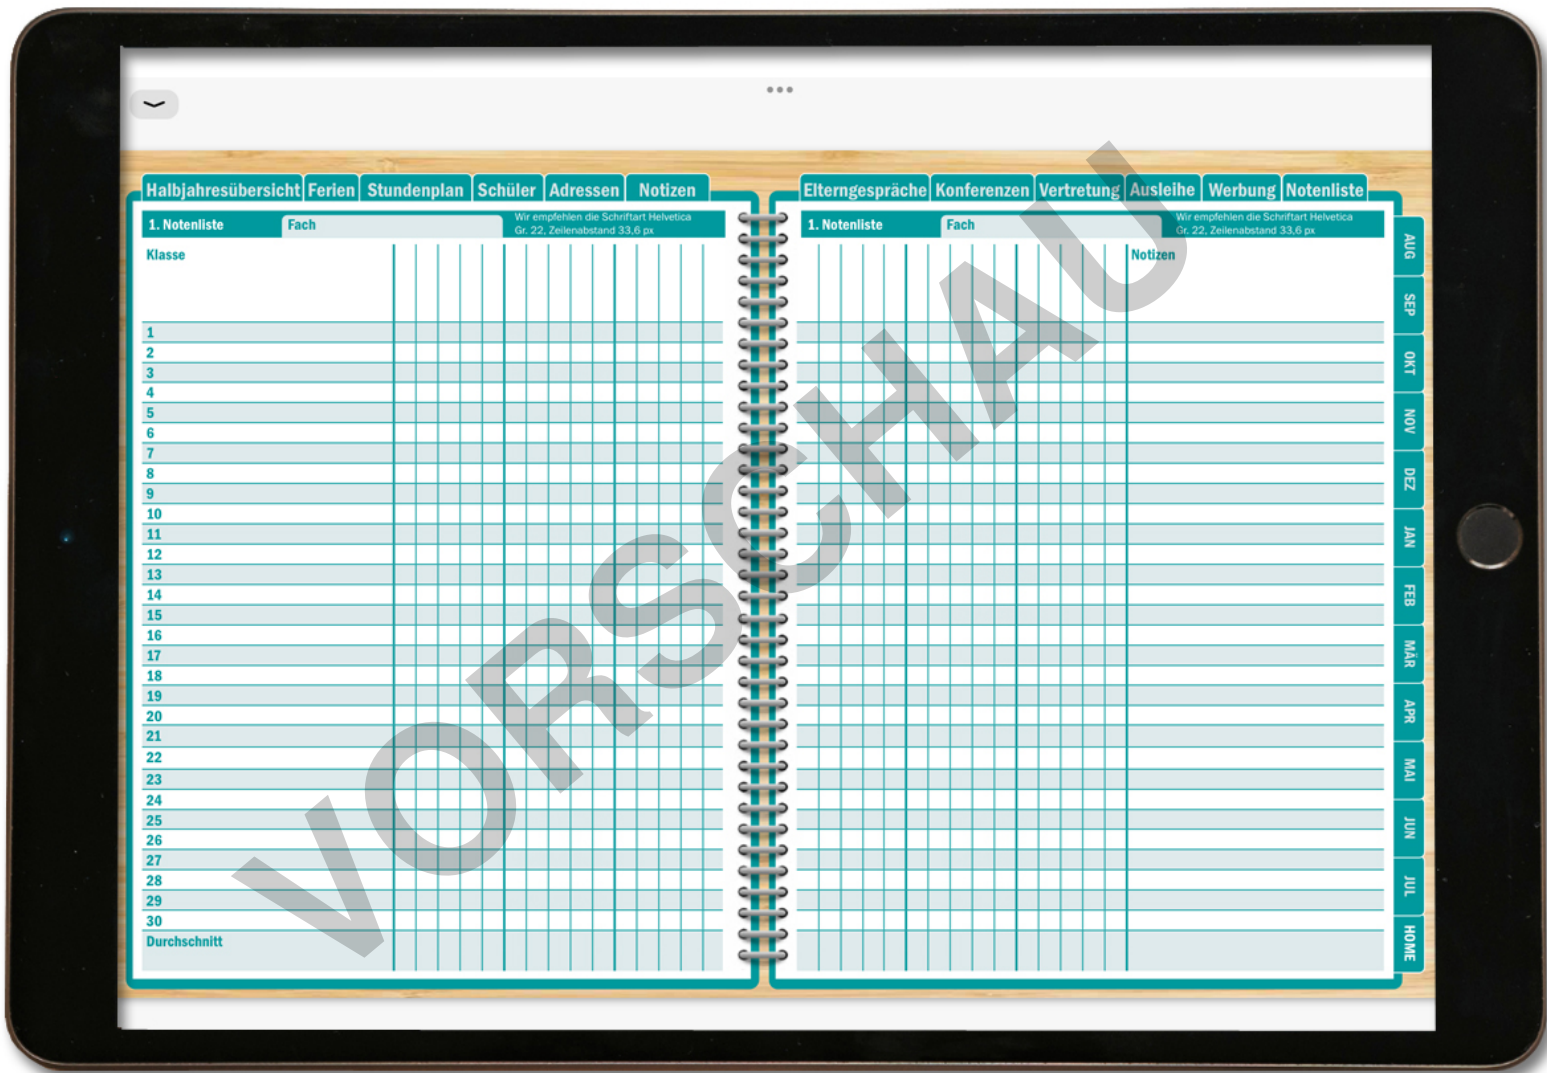 Halbjahresübersicht Ferien Stundenplan Schüler Adressen Notizen
1. Notenliste Fach Wir empfehlen die Schriftart Helvetica
Gr. 22, Zeilenabstand 33,6 px
Klasse
1
2
3
4
5
6
7
8
9
10
11
12
13
14
15
16
17
18
19
20
21
22
23
24
25
26
27
28
29
30
Durchschnitt
Elterngespräche Konferenzen Vertretung Ausleihe Werbung Notenliste
1. Notenliste Fach Wir empfehlen die Schriftart Helvetica
Gr. 22, Zeilenabstand 33,6 px
Notizen
AUG
SEP
OKT
NOV
DEZ
JAN
FEB
MÄR
APR
MAI
JUN
JUL
HOME
VORSCHAU